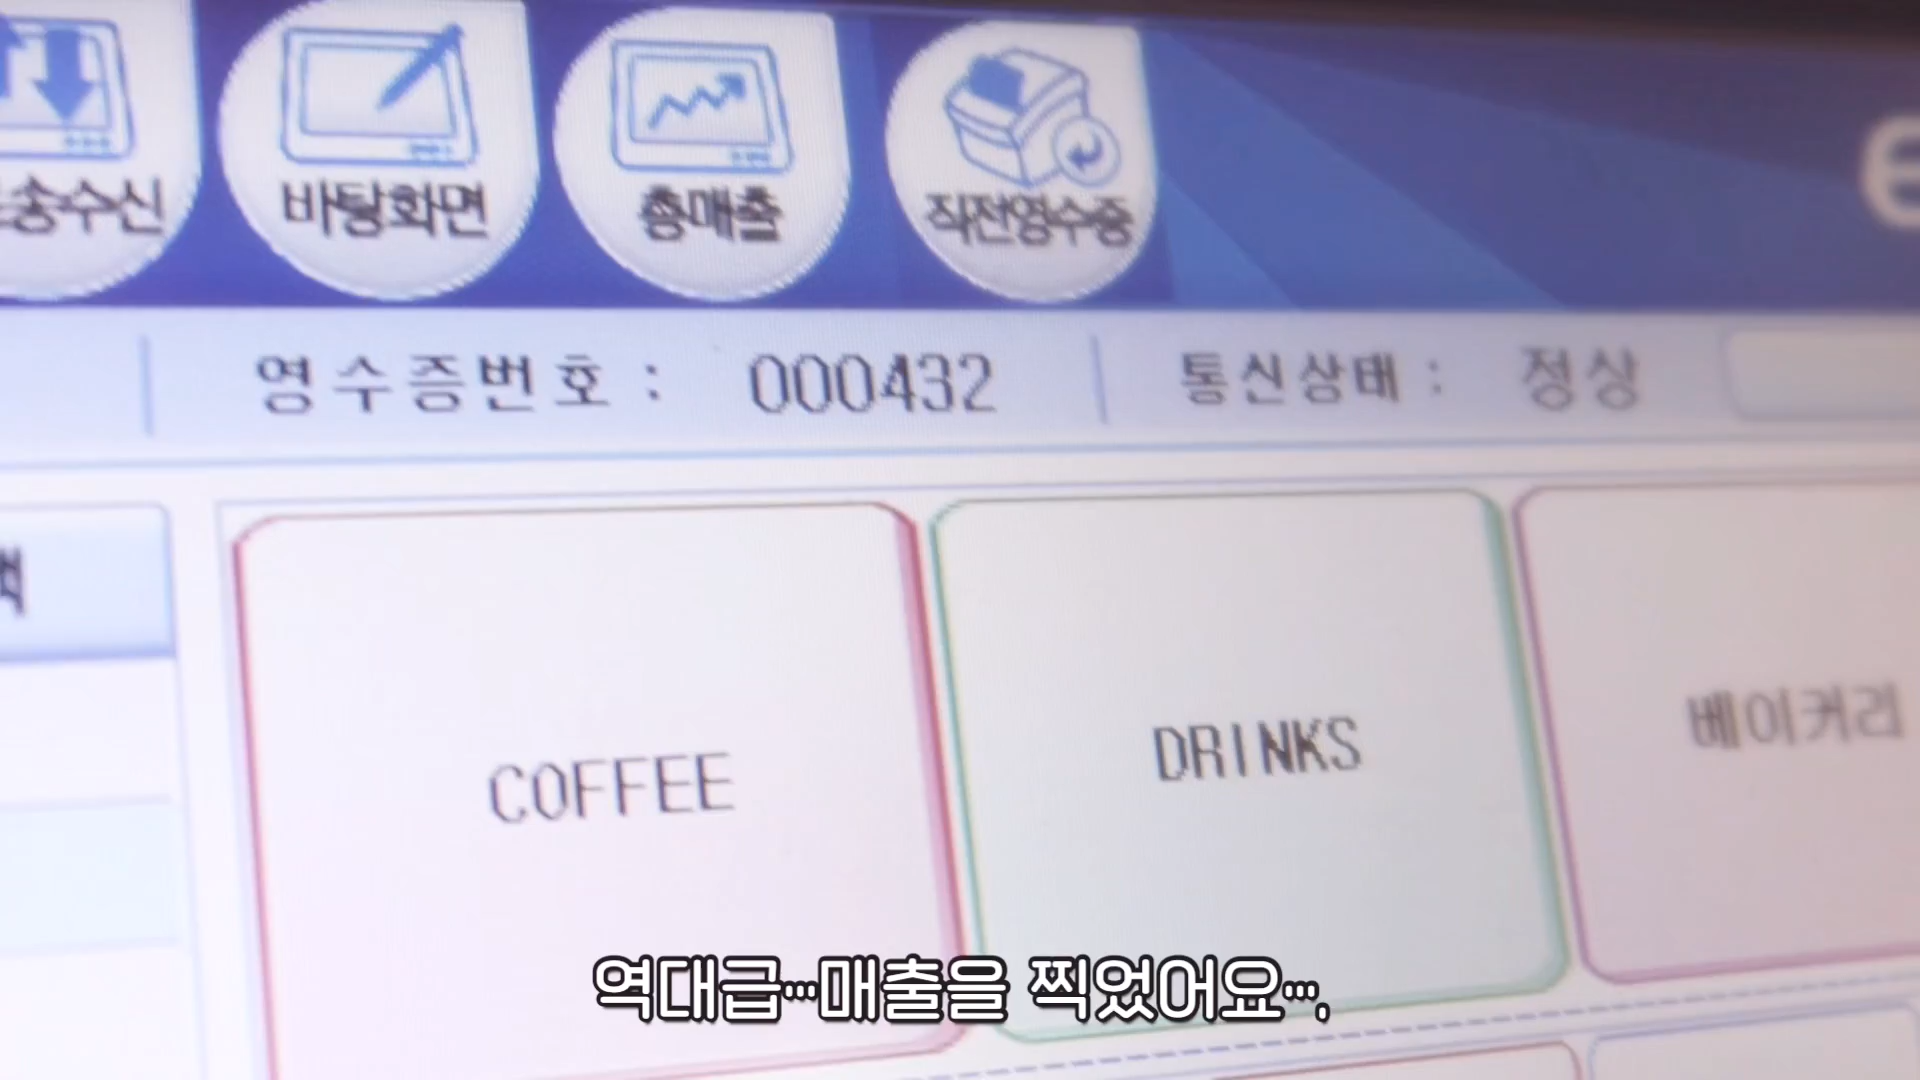 송수신
바탕화면
총매출
직전영수증
영수증번호 : 000432
통신상태 : 정상
COFFEE
DRINKS
베이커리
역대급...매출을 찍었어요....